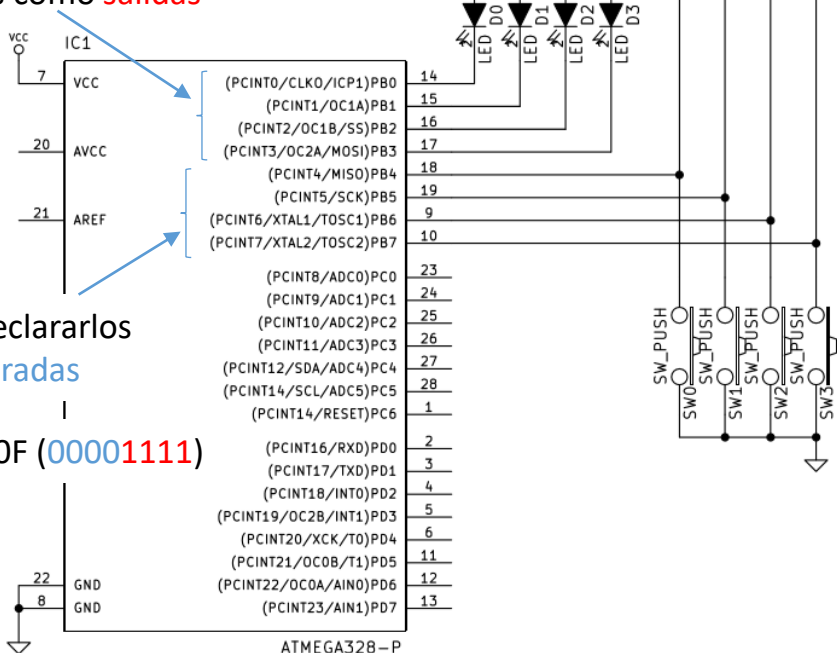 como salidas
D0
D1
D2
D3
LED
LED
LED
LED
VCC
IC1
7 VCC (PCINT0/CLKO/ICP1)PB0 14
(PCINT1/OC1A)PB1 15
(PCINT2/OC1B/SS)PB2 16
20 AVCC (PCINT3/OC2A/MOSI)PB3 17
(PCINT4/MISO)PB4 18
(PCINT5/SCK)PB5 19
21 AREF (PCINT6/XTAL1/TOSC1)PB6 9
(PCINT7/XTAL2/TOSC2)PB7 10
(PCINT8/ADC0)PC0 23
(PCINT9/ADC1)PC1 24
(PCINT10/ADC2)PC2 25
(PCINT11/ADC3)PC3 26
(PCINT12/SDA/ADC4)PC4 27
(PCINT14/SCL/ADC5)PC5 28
(PCINT14/RESET)PC6 1
eclararlos
radas
0F (00001111)
(PCINT16/RXD)PD0 2
(PCINT17/TXD)PD1 3
(PCINT18/INT0)PD2 4
(PCINT19/OC2B/INT1)PD3 5
(PCINT20/XCK/T0)PD4 6
(PCINT21/OC0B/T1)PD5 11
22 GND (PCINT22/OC0A/AIN0)PD6 12
8 GND (PCINT23/AIN1)PD7 13
ATMEGA328-P
SW_PUSH
SW0
SW_PUSH
SW1
SW_PUSH
SW2
SW_PUSH
SW3